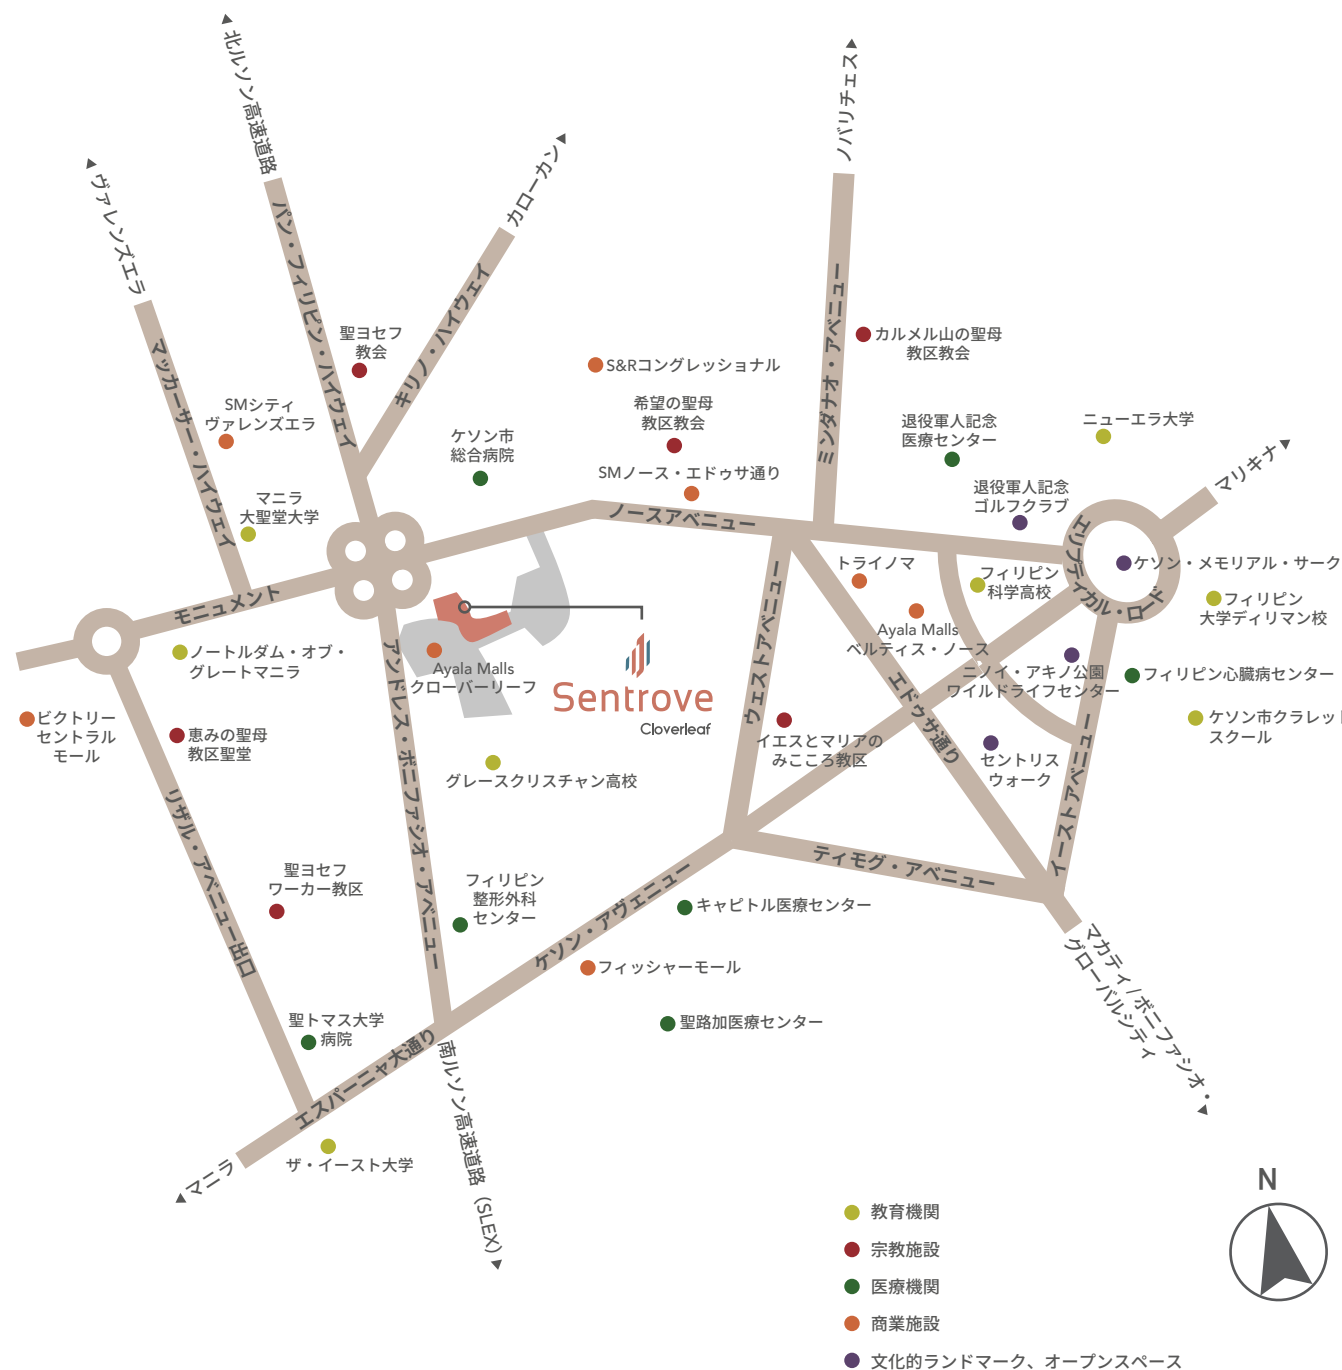 北ルソン高速道路
ノバリチェス
ヴァレンズエラ
カローカン
パン・フィリピン・ハイウェイ
キリノ・ハイウェイ
マッカーサー・ハイウェイ
ミンダナオ・アベニュー
聖ヨセフ
教会
カルメル山の聖母
教区教会
S&Rコングレッショナル
SMシティ
ヴァレンズエラ
希望の聖母
教区教会
退役軍人記念
医療センター
ニューエラ大学
ケソン市
総合病院
SMノース・エドゥサ通り
マリキナ
マニラ
大聖堂大学
ノースアベニュー
退役軍人記念
ゴルフクラブ
エリプティカル・ロード
トライノマ
フィリピン
科学高校
ケソン・メモリアル・サーク
モニュメント
フィリピン
大学ディリマン校
Ayala Malls
ベルティス・ノース
ノートルダム・オブ・
グレートマニラ
Ayala Malls
クローバーリーフ
Sentrove
Cloverleaf
ウェストアベニュー
エドゥサ通り
ニノイ・アキノ公園
ワイルドライフセンター
フィリピン心臓病センター
ビクトリー
セントラル
モール
恵みの聖母
教区聖堂
アンドレス・ボニファシオ・アベニュー
イエスとマリアの
みこころ教区
セントリス
ウォーク
ケソン市クラレット
スクール
グレースクリスチャン高校
イーストアベニュー
リザル・アベニュー出口
ティモグ・アベニュー
聖ヨセフ
ワーカー教区
フィリピン
整形外科
センター
ケソン・アヴェニュー
キャピトル医療センター
フィッシャーモール
マカティ/ボニファシオ・
グローバルシティ
聖トマス大学
病院
聖路加医療センター
エスパーニャ大通り
南ルソン高速道路（SLEX）
マニラ
ザ・イースト大学
N
教育機関
宗教施設
医療機関
商業施設
文化的ランドマーク、オープンスペース